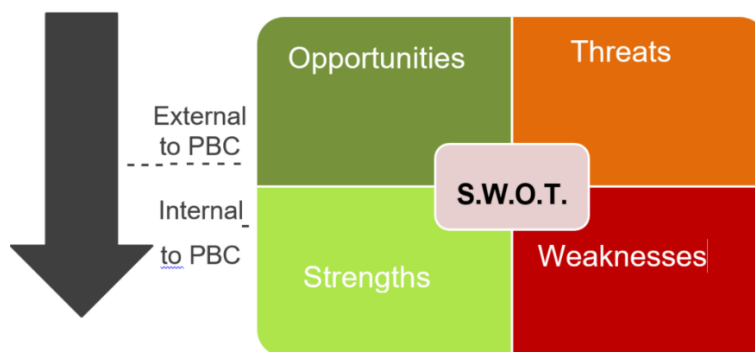 Opportunities
Threats
External
to PBC
S.W.O.T.
Internal
to PBC
Strengths
Weaknesses